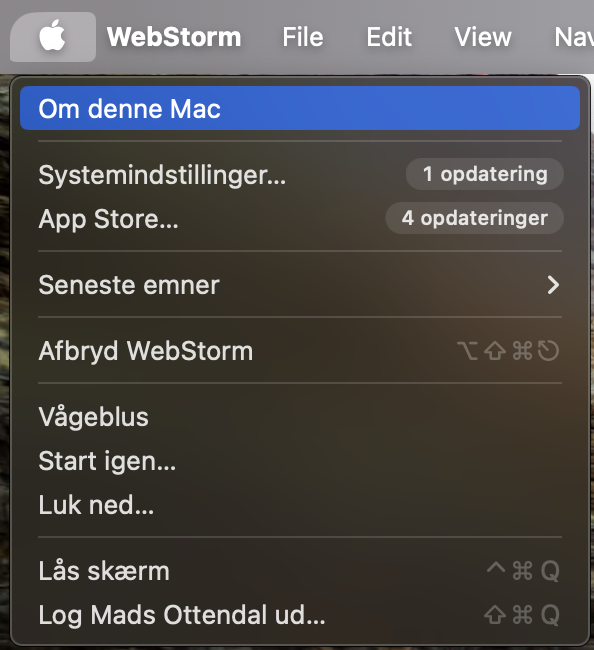 WebStorm File Edit View Nav
Om denne Mac
Systemindstillinger... 1 opdatering
App Store... 4 opdateringer
Seneste emner
Afbryd WebStorm ⌥⇧⌘⎋
Vågeblus
Start igen...
Luk ned...
Lås skærm ^⌘Q
Log Mads Ottendal ud... ⇧⌘Q